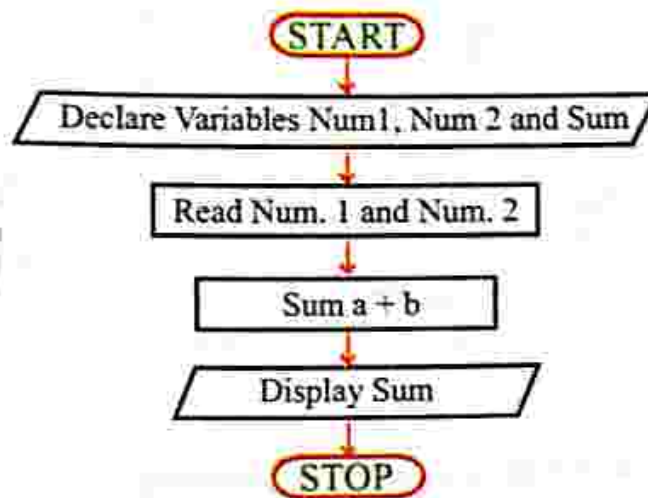 START
Declare Variables Num1, Num 2 and Sum
Read Num. 1 and Num. 2
Sum a + b
Display Sum
STOP